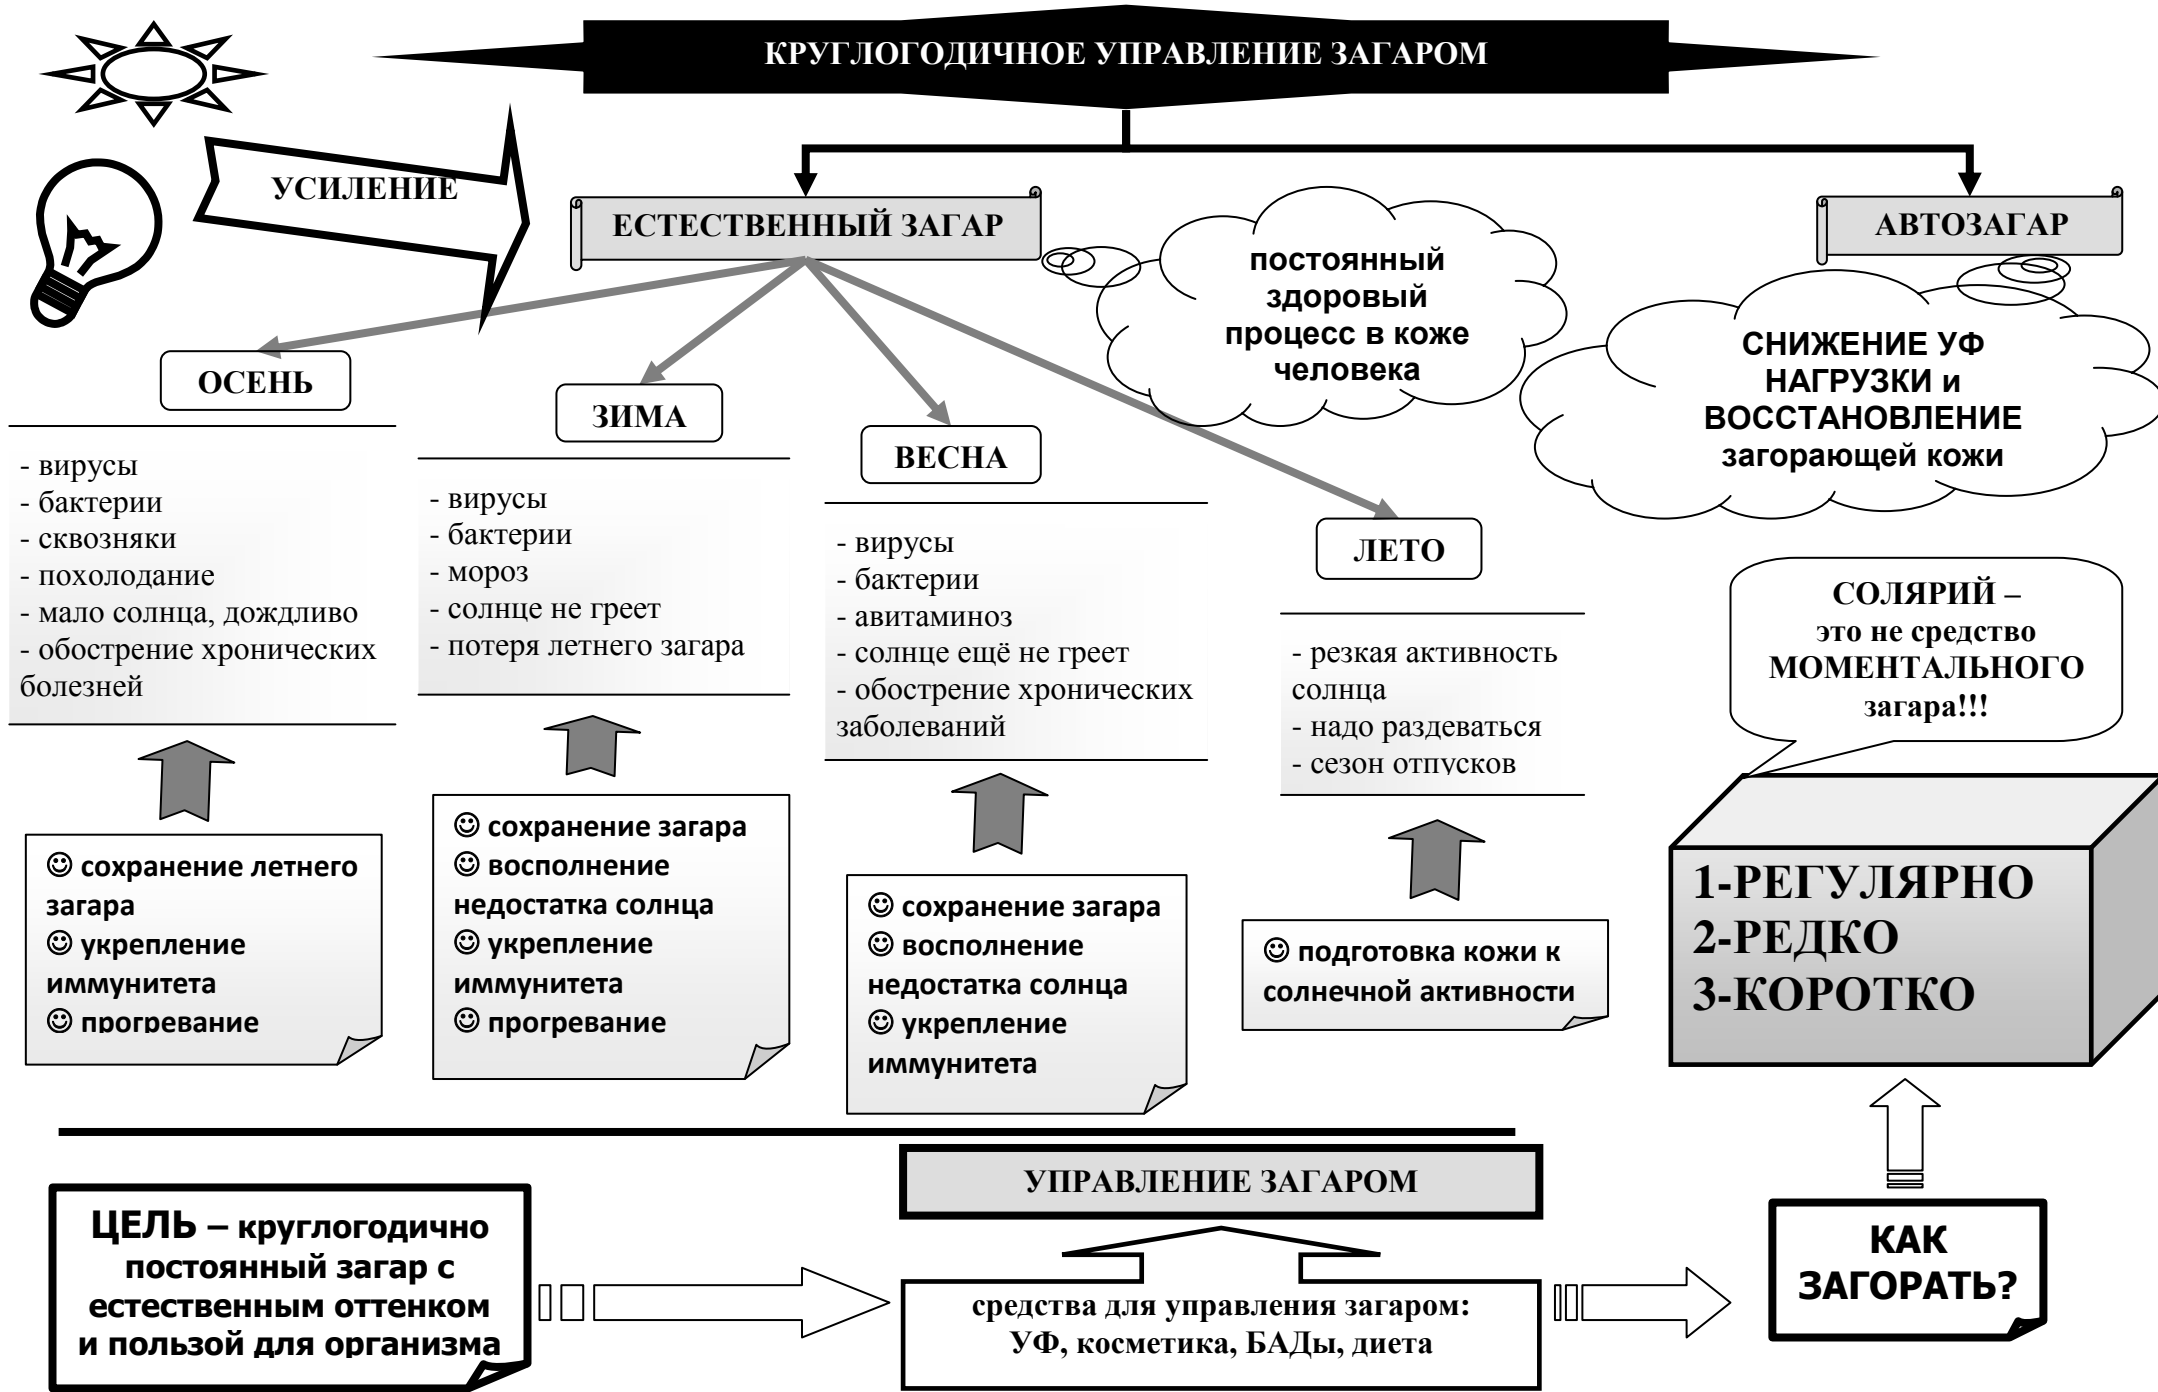 КРУГЛОГОДИЧНОЕ УПРАВЛЕНИЕ ЗАГАРОМ
УСИЛЕНИЕ
ЕСТЕСТВЕННЫЙ ЗАГАР
постоянный
здоровый
процесс в коже
человека
АВТОЗАГАР
СНИЖЕНИЕ УФ
НАГРУЗКИ и
ВОССТАНОВЛЕНИЕ
загорающей кожи
ОСЕНЬ
- вирусы
- бактерии
- сквозняки
- похолодание
- мало солнца, дождливо
- обострение хронических
болезней
☺ сохранение летнего
загара
☺ укрепление
иммунитета
☺ прогревание
ЗИМА
- вирусы
- бактерии
- мороз
- солнце не греет
- потеря летнего загара
☺ сохранение загара
☺ восполнение
недостатка солнца
☺ укрепление
иммунитета
☺ прогревание
ВЕСНА
- вирусы
- бактерии
- авитаминоз
- солнце ещё не греет
- обострение хронических
заболеваний
☺ сохранение загара
☺ восполнение
недостатка солнца
☺ укрепление
иммунитета
ЛЕТО
- резкая активность
солнца
- надо раздеваться
- сезон отпусков
☺ подготовка кожи к
солнечной активности
СОЛЯРИЙ –
это не средство
МОМЕНТАЛЬНОГО
загара!!!
1-РЕГУЛЯРНО
2-РЕДКО
3-КОРОТКО
ЦЕЛЬ – круглогодично
постоянный загар с
естественным оттенком
и пользой для организма
УПРАВЛЕНИЕ ЗАГАРОМ
средства для управления загаром:
УФ, косметика, БАДы, диета
КАК
ЗАГОРАТЬ?